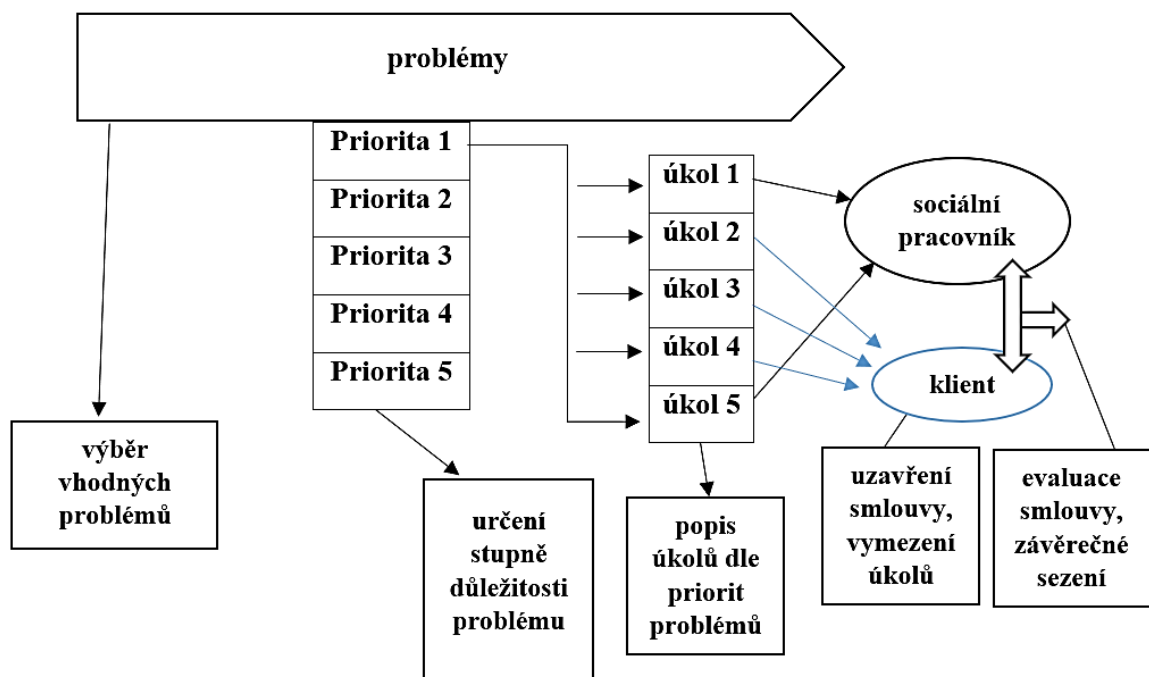 problémy
Priorita 1
Priorita 2
Priorita 3
Priorita 4
Priorita 5
úkol 1
úkol 2
úkol 3
úkol 4
úkol 5
sociální
pracovník
klient
výběr
vhodných
problémů
určení
stupně
důležitosti
problému
popis
úkolů dle
priorit
problémů
uzavření
smlouvy,
vymezení
úkolů
evaluace
smlouvy,
závěrečné
sezení